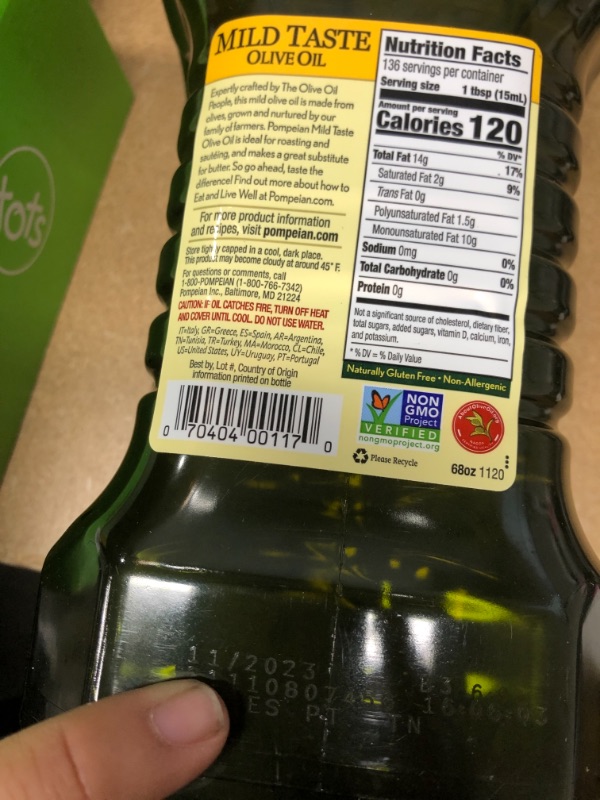 tots
MILD TASTE
OLIVE OIL
Expertly crafted by The Olive Oil
People, this mild olive oil is made from
olives, grown and nurtured by our
family of farmers. Pompeian Mild Taste
Olive Oil is ideal for roasting and
sautéing, and makes a great substitute
for butter. So go ahead, taste the
difference! Find out more about how to
Eat and Live Well at Pompeian.com.
For more product information
and recipes, visit pompeian.com
Store tightly capped in a cool, dark place.
This product may become cloudy at around 45° F.
For questions or comments, call
1-800-POMPEIAN (1-800-766-7342)
Pompeian Inc., Baltimore, MD 21224
CAUTION: IF OIL CATCHES FIRE, TURN OFF HEAT
AND COVER UNTIL COOL. DO NOT USE WATER.
IT=Italy, GR=Greece, ES=Spain, AR=Argentina,
TN=Tunisia, TR=Turkey, MA=Morocco, CL=Chile,
US=United States, UY=Uruguay, PT=Portugal
Best by, Lot #, Country of Origin
information printed on bottle
0 70404 00117 0
Nutrition Facts
136 servings per container
Serving size 1 tbsp (15mL)
Amount per serving
Calories 120
% DV*
Total Fat 14g 17%
Saturated Fat 2g 9%
Trans Fat 0g
Polyunsaturated Fat 1.5g
Monounsaturated Fat 10g
Sodium 0mg 0%
Total Carbohydrate 0g 0%
Protein 0g
Not a significant source of cholesterol, dietary fiber,
total sugars, added sugars, vitamin D, calcium, iron,
and potassium.
*% DV = % Daily Value
Naturally Gluten Free • Non-Allergenic
NON
GMO
Project
VERIFIED
nongmoproject.org
Please Recycle
68oz 1120
11/2023
ES PT TN